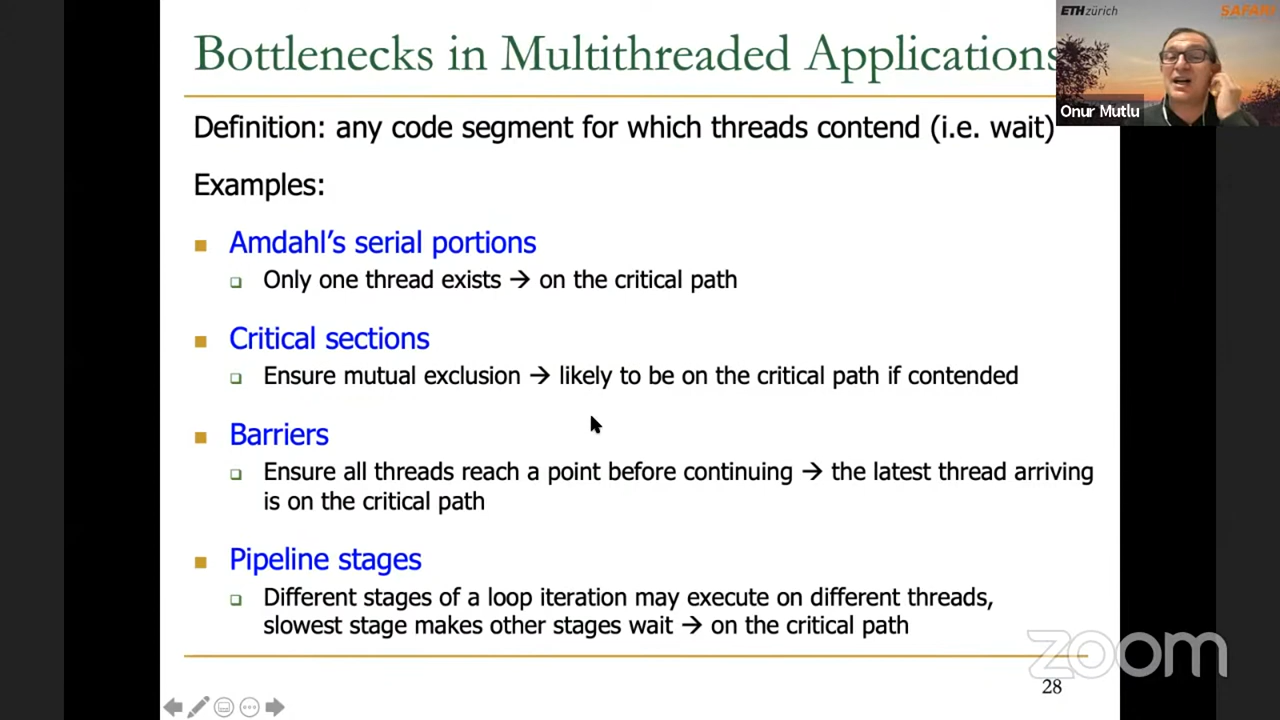 Bottlenecks in Multithreaded Applications
ETH zürich
SAFARI
Onur Mutlu
Definition: any code segment for which threads contend (i.e. wait)
Examples:
Amdahl's serial portions
Only one thread exists → on the critical path
Critical sections
Ensure mutual exclusion → likely to be on the critical path if contended
Barriers
Ensure all threads reach a point before continuing → the latest thread arriving
is on the critical path
Pipeline stages
Different stages of a loop iteration may execute on different threads,
slowest stage makes other stages wait → on the critical path
zoom
28